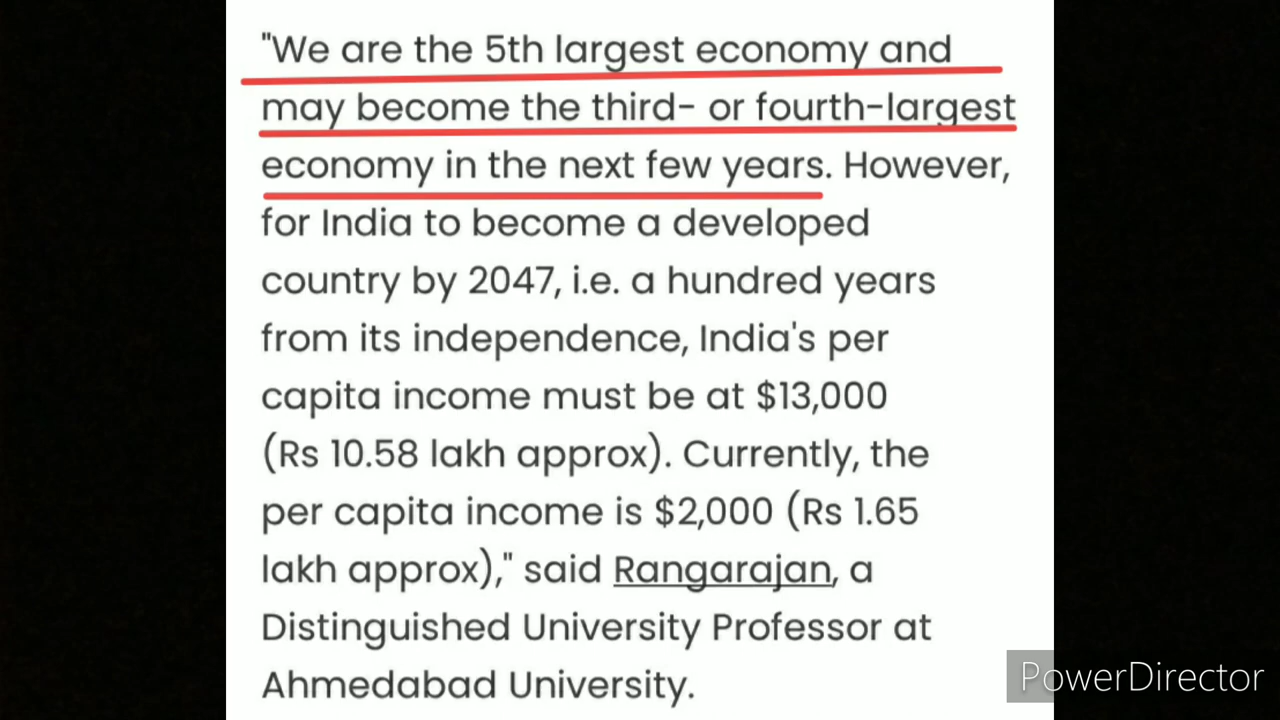 "We are the 5th largest economy and
may become the third- or fourth-largest
economy in the next few years. However,
for India to become a developed
country by 2047, i.e. a hundred years
from its independence, India's per
capita income must be at $13,000
(Rs 10.58 lakh approx). Currently, the
per capita income is $2,000 (Rs 1.65
lakh approx)," said Rangarajan, a
Distinguished University Professor at
Ahmedabad University.
PowerDirector